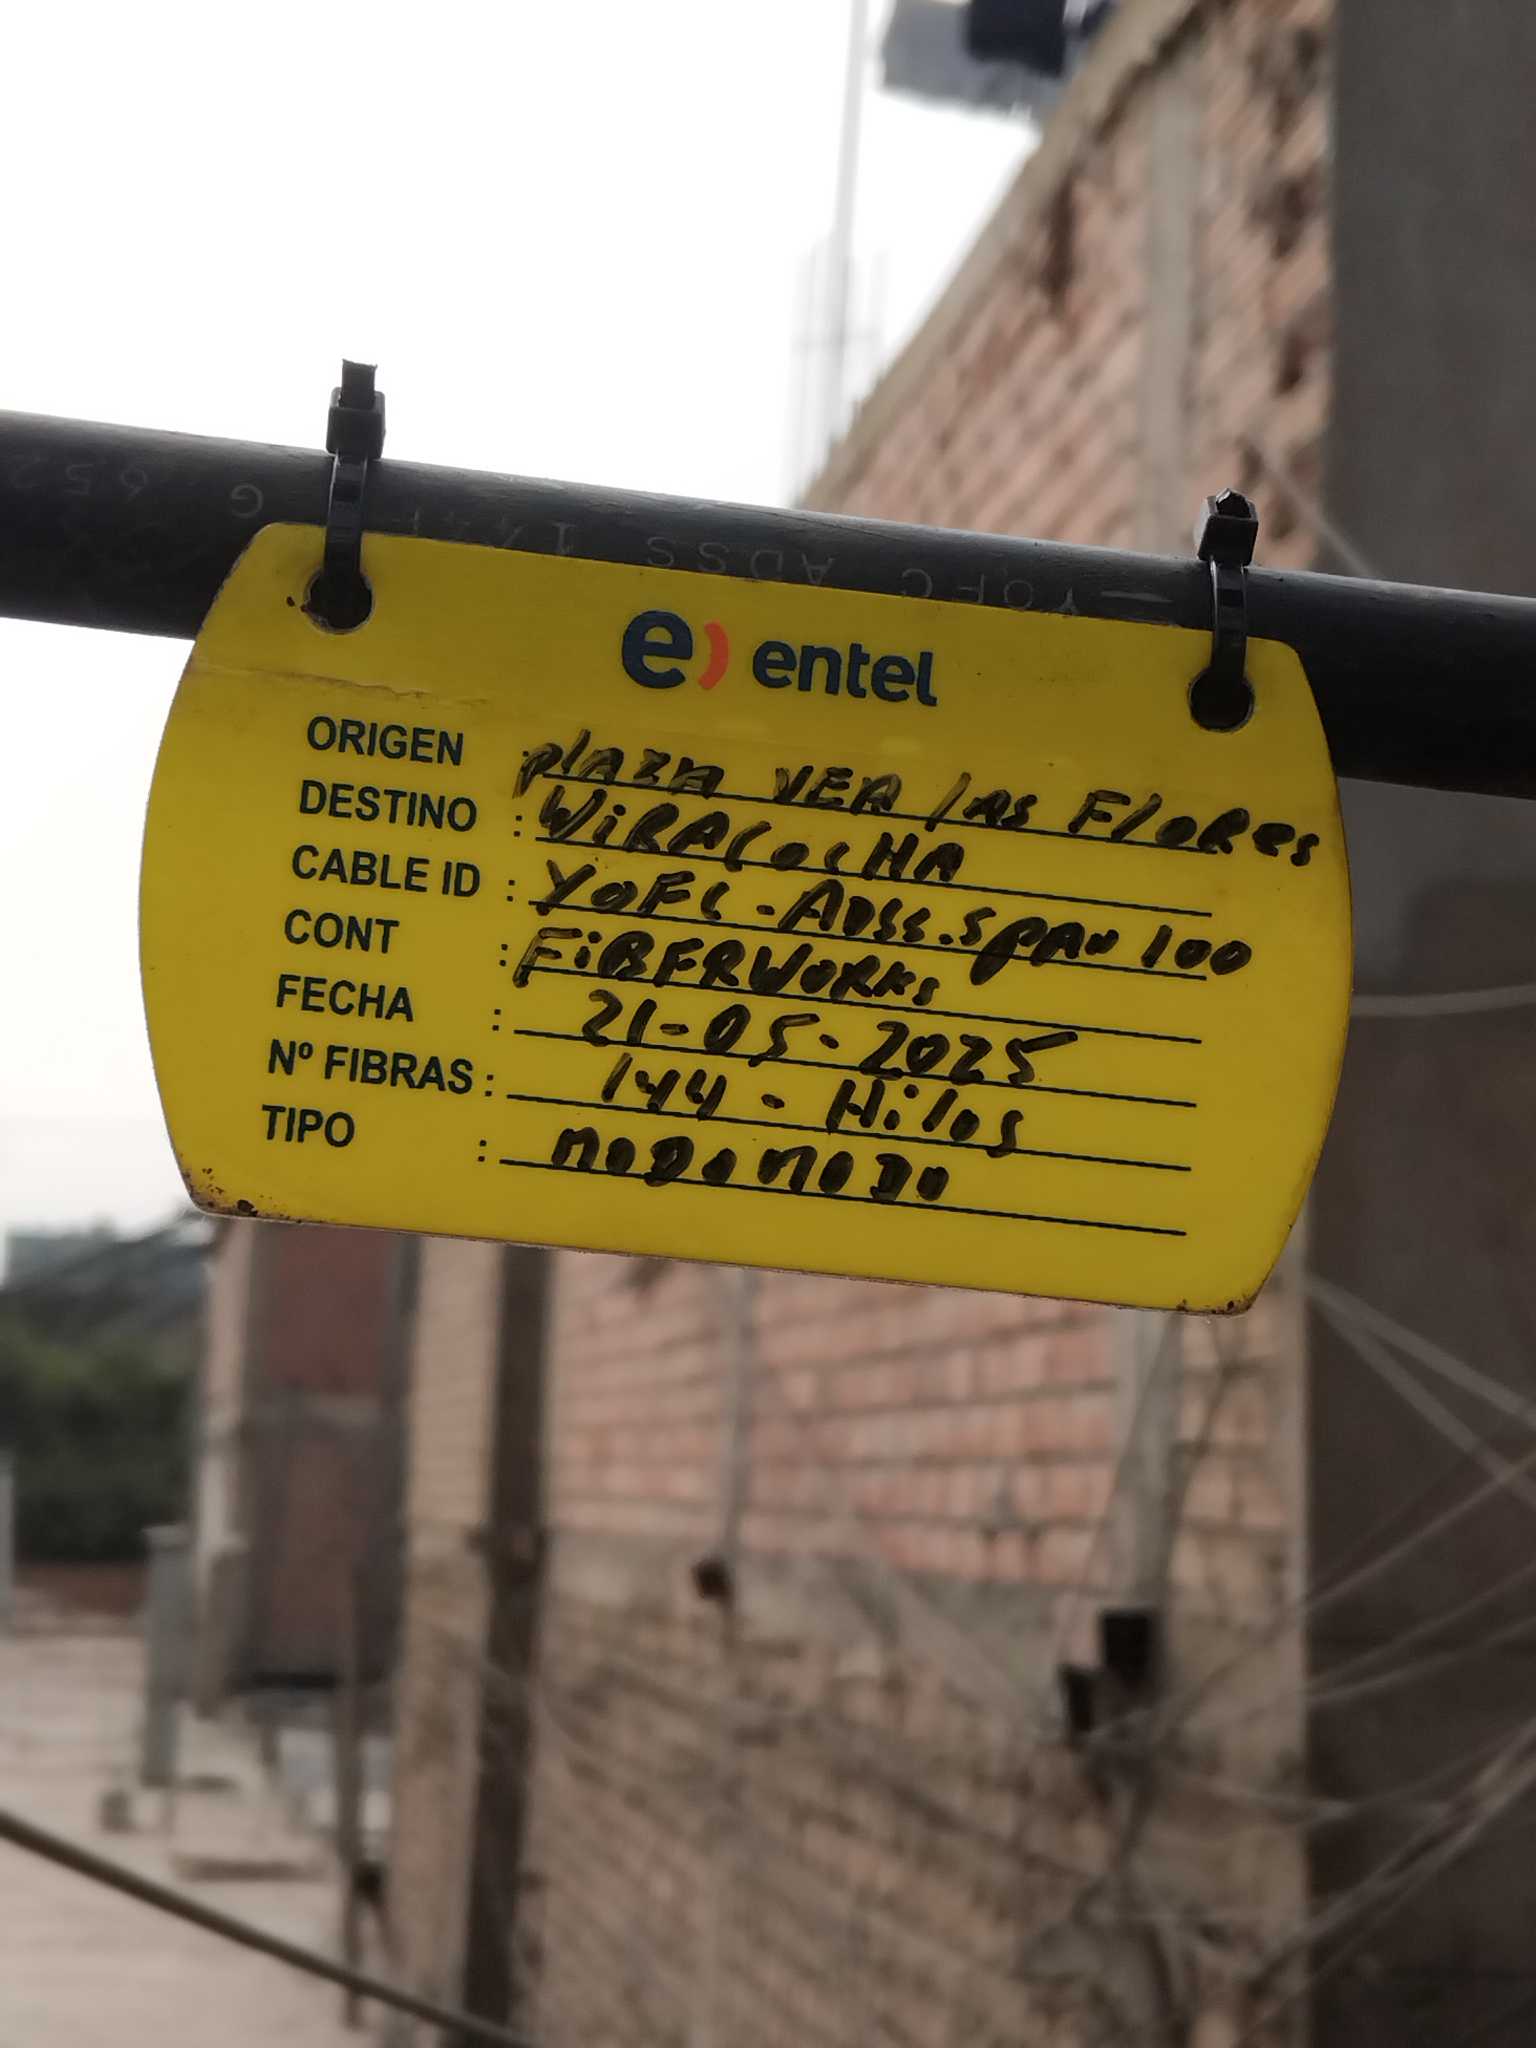 G 652
YOFC ADSS 144F
e) entel
ORIGEN : plAZA VEA lAS FloRes
DESTINO : WiRACocHA
CABLE ID : YOFC - ADSS. SPAN 100
CONT : FiBERWORKs
FECHA : 21-05-2025
Nº FIBRAS : 144 - Hilos
TIPO : MODOMODO